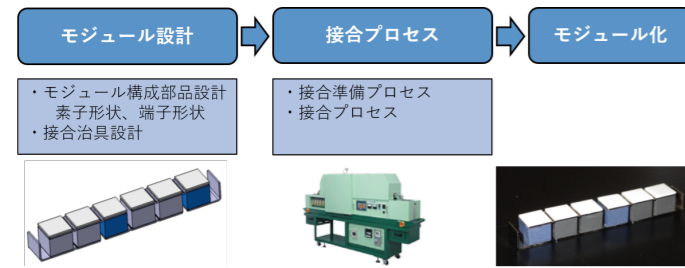 モジュール設計
接合プロセス
モジュール化
・モジュール構成部品設計
素子形状、端子形状
・接合治具設計
・接合準備プロセス
・接合プロセス